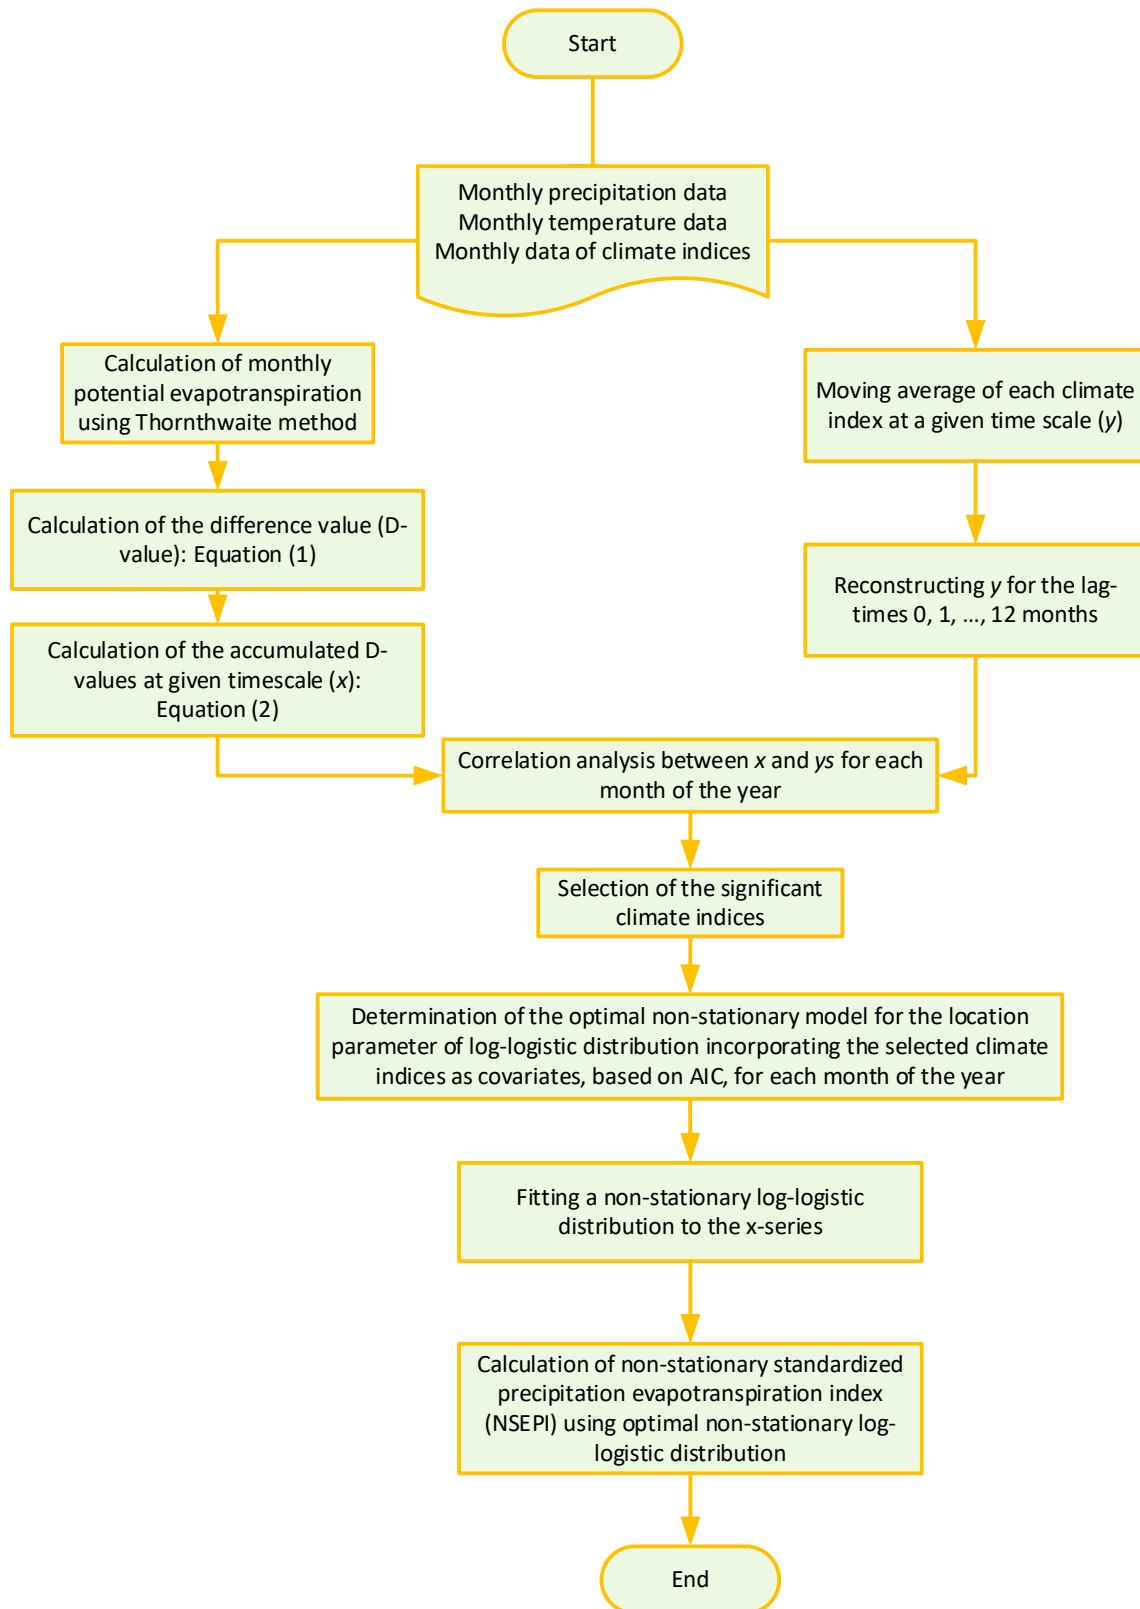 Start
Monthly precipitation data
Monthly temperature data
Monthly data of climate indices
Calculation of monthly
potential evapotranspiration
using Thornthwaite method
Moving average of each climate
index at a given time scale (y)
Calculation of the difference value (D-
value): Equation (1)
Reconstructing y for the lag-
times 0, 1, ..., 12 months
Calculation of the accumulated D-
values at given timescale (x):
Equation (2)
Correlation analysis between x and ys for each
month of the year
Selection of the significant
climate indices
Determination of the optimal non-stationary model for the location
parameter of log-logistic distribution incorporating the selected climate
indices as covariates, based on AIC, for each month of the year
Fitting a non-stationary log-logistic
distribution to the x-series
Calculation of non-stationary standardized
precipitation evapotranspiration index
(NSEPI) using optimal non-stationary log-
logistic distribution
End